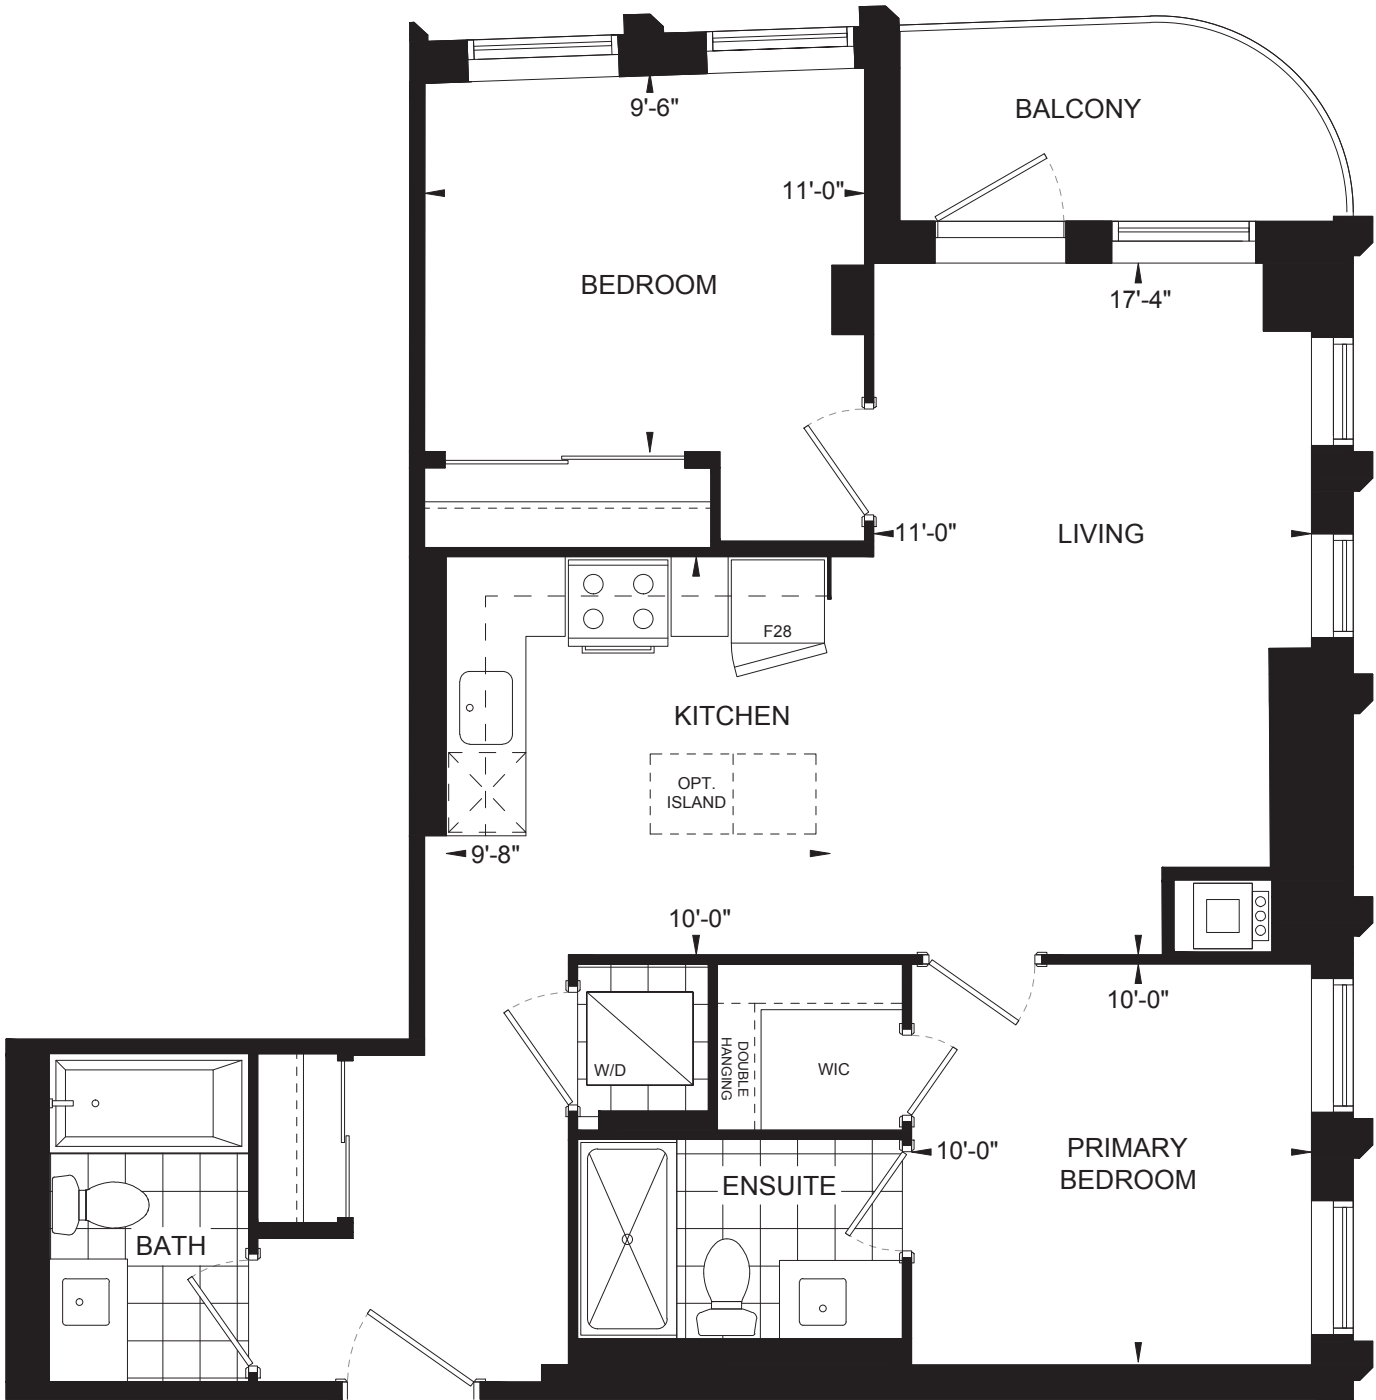 9'-6"
BALCONY
11'-0"
BEDROOM
17'-4"
11'-0"
LIVING
F28
KITCHEN
OPT.
ISLAND
9'-8"
10'-0"
10'-0"
W/D
DOUBLE
HANGING
WIC
10'-0"
PRIMARY
BEDROOM
ENSUITE
BATH